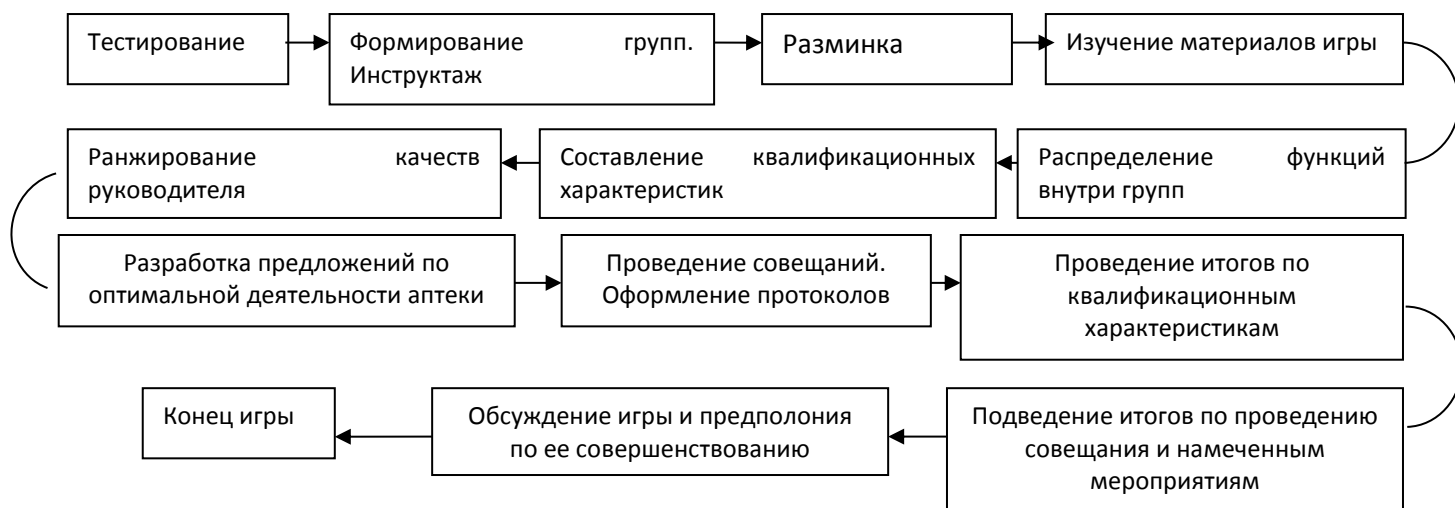 Тестирование
Формирование групп.
Инструктаж
Разминка
Изучение материалов игры
Распределение функций
внутри групп
Составление квалификационных
характеристик
Ранжирование качеств
руководителя
Разработка предложений по
оптимальной деятельности аптеки
Проведение совещаний.
Оформление протоколов
Проведение итогов по
квалификационным
характеристикам
Подведение итогов по проведению
совещания и намеченным
мероприятиям
Обсуждение игры и предполония
по ее совершенствованию
Конец игры